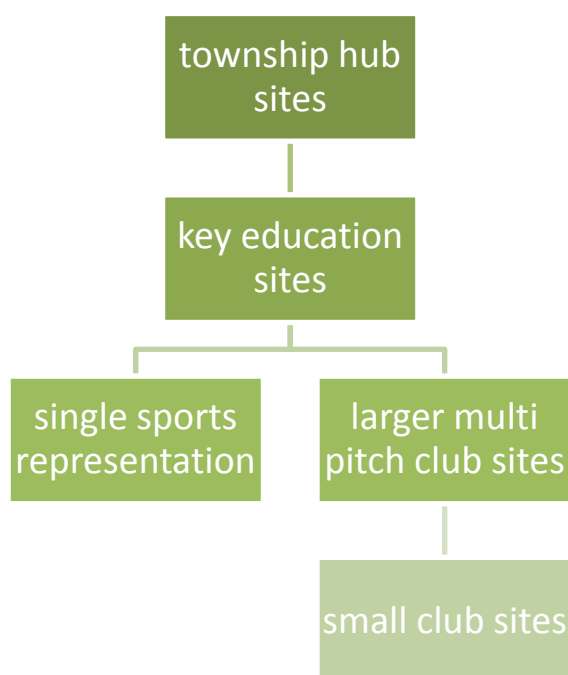 township hub
sites
key education
sites
single sports
representation
larger multi
pitch club sites
small club sites